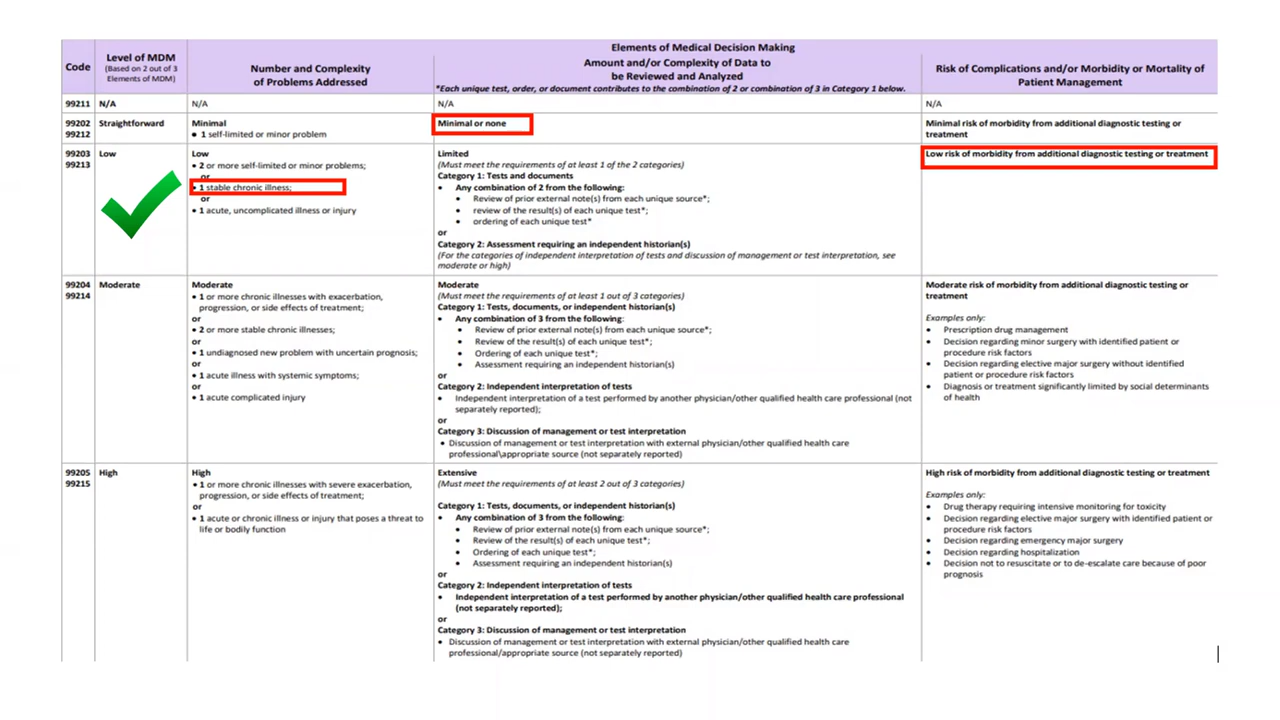 Elements of Medical Decision Making
Code
Level of MDM
(Based on 2 out of 3
Elements of MDM)
Number and Complexity
of Problems Addressed
Amount and/or Complexity of Data to
be Reviewed and Analyzed
*Each unique test, order, or document contributes to the combination of 2 or combination of 3 in Category 1 below.
Risk of Complications and/or Morbidity or Mortality of
Patient Management
99211
N/A
N/A
N/A
N/A
99202
99212
Straightforward
Minimal
• 1 self-limited or minor problem
Minimal or none
Minimal risk of morbidity from additional diagnostic testing or
treatment
99203
99213
Low
Low
• 2 or more self-limited or minor problems;
or
• 1 stable chronic illness;
or
• 1 acute, uncomplicated illness or injury
Limited
(Must meet the requirements of at least 1 of the 2 categories)
Category 1: Tests and documents
• Any combination of 2 from the following:
• Review of prior external note(s) from each unique source*;
• review of the result(s) of each unique test*;
• ordering of each unique test*
or
Category 2: Assessment requiring an independent historian(s)
(For the categories of independent interpretation of tests and discussion of management or test interpretation, see
moderate or high)
Low risk of morbidity from additional diagnostic testing or treatment
99204
99214
Moderate
Moderate
• 1 or more chronic illnesses with exacerbation,
progression, or side effects of treatment;
or
• 2 or more stable chronic illnesses;
or
• 1 undiagnosed new problem with uncertain prognosis;
or
• 1 acute illness with systemic symptoms;
or
• 1 acute complicated injury
Moderate
(Must meet the requirements of at least 1 out of 3 categories)
Category 1: Tests, documents, or independent historian(s)
• Any combination of 3 from the following:
• Review of prior external note(s) from each unique source*;
• Review of the result(s) of each unique test*;
• Ordering of each unique test*;
• Assessment requiring an independent historian(s)
or
Category 2: Independent interpretation of tests
• Independent interpretation of a test performed by another physician/other qualified health care professional (not
separately reported);
or
Category 3: Discussion of management or test interpretation
• Discussion of management or test interpretation with external physician/other qualified health care
professional\appropriate source (not separately reported)
Moderate risk of morbidity from additional diagnostic testing or
treatment
Examples only:
• Prescription drug management
• Decision regarding minor surgery with identified patient or
procedure risk factors
• Decision regarding elective major surgery without identified
patient or procedure risk factors
• Diagnosis or treatment significantly limited by social determinants
of health
99205
99215
High
High
• 1 or more chronic illnesses with severe exacerbation,
progression, or side effects of treatment;
or
• 1 acute or chronic illness or injury that poses a threat to
life or bodily function
Extensive
(Must meet the requirements of at least 2 out of 3 categories)
Category 1: Tests, documents, or independent historian(s)
• Any combination of 3 from the following:
• Review of prior external note(s) from each unique source*;
• Review of the result(s) of each unique test*;
• Ordering of each unique test*;
• Assessment requiring an independent historian(s)
or
Category 2: Independent interpretation of tests
• Independent interpretation of a test performed by another physician/other qualified health care professional
(not separately reported);
or
Category 3: Discussion of management or test interpretation
• Discussion of management or test interpretation with external physician/other qualified health care
professional/appropriate source (not separately reported)
High risk of morbidity from additional diagnostic testing or treatment
Examples only:
• Drug therapy requiring intensive monitoring for toxicity
• Decision regarding elective major surgery with identified patient or
procedure risk factors
• Decision regarding emergency major surgery
• Decision regarding hospitalization
• Decision not to resuscitate or to de-escalate care because of poor
prognosis